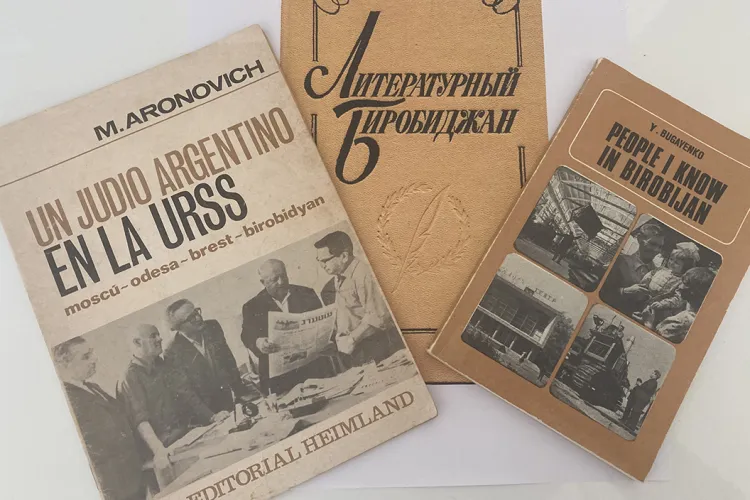 M. ARONOVICH
UN JUDIO ARGENTINO
EN LA URSS
moscú - odesa - brest - birobidyan
EDITORIAL HEIMLAND
Литературный
Биробиджан
Y. BUGAYENKO
PEOPLE I KNOW
IN BIROBIJAN